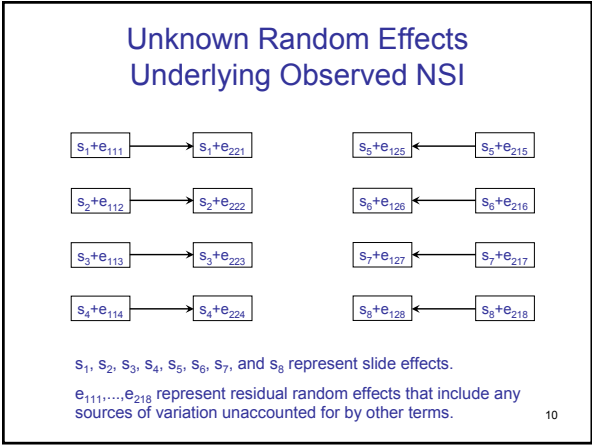 Unknown Random Effects
Underlying Observed NSI
s₁+e₁₁₁ s₁+e₂₂₁ s₅+e₁₂₅ s₅+e₂₁₅
s₂+e₁₁₂ s₂+e₂₂₂ s₆+e₁₂₆ s₆+e₂₁₆
s₃+e₁₁₃ s₃+e₂₂₃ s₇+e₁₂₇ s₇+e₂₁₇
s₄+e₁₁₄ s₄+e₂₂₄ s₈+e₁₂₈ s₈+e₂₁₈
s₁, s₂, s₃, s₄, s₅, s₆, s₇, and s₈ represent slide effects.
e₁₁₁,...,e₂₁₈ represent residual random effects that include any
sources of variation unaccounted for by other terms.
10